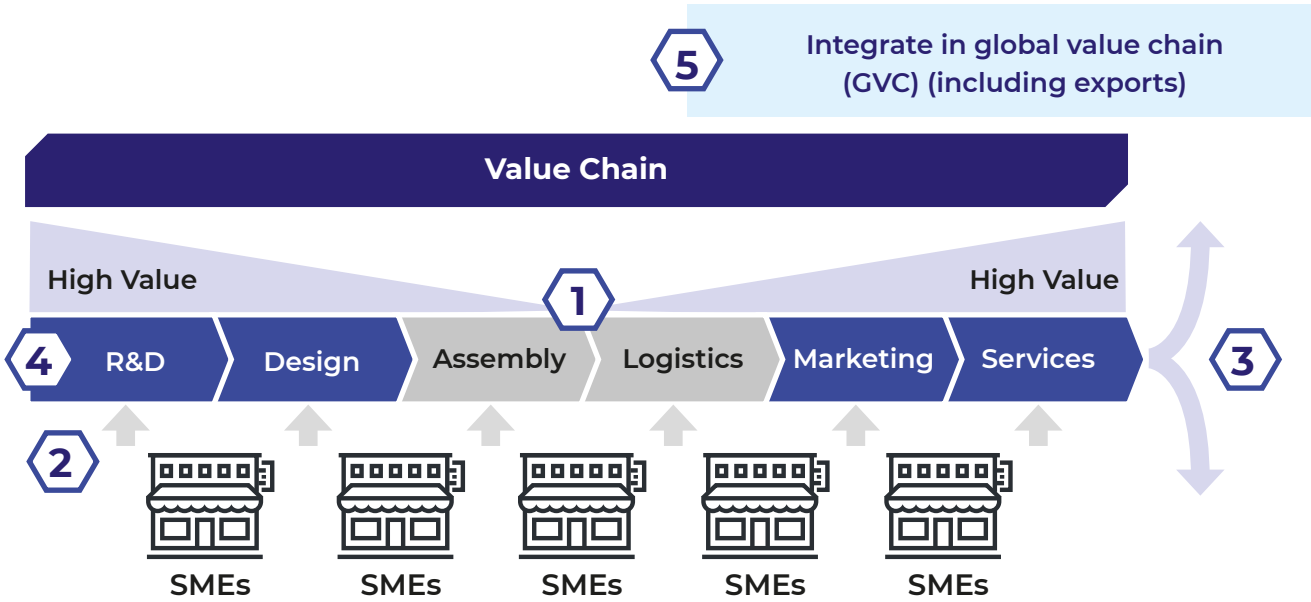 5
Integrate in global value chain
(GVC) (including exports)
Value Chain
High Value
1
High Value
4
R&D
Design
Assembly
Logistics
Marketing
Services
3
2
SMEs
SMEs
SMEs
SMEs
SMEs